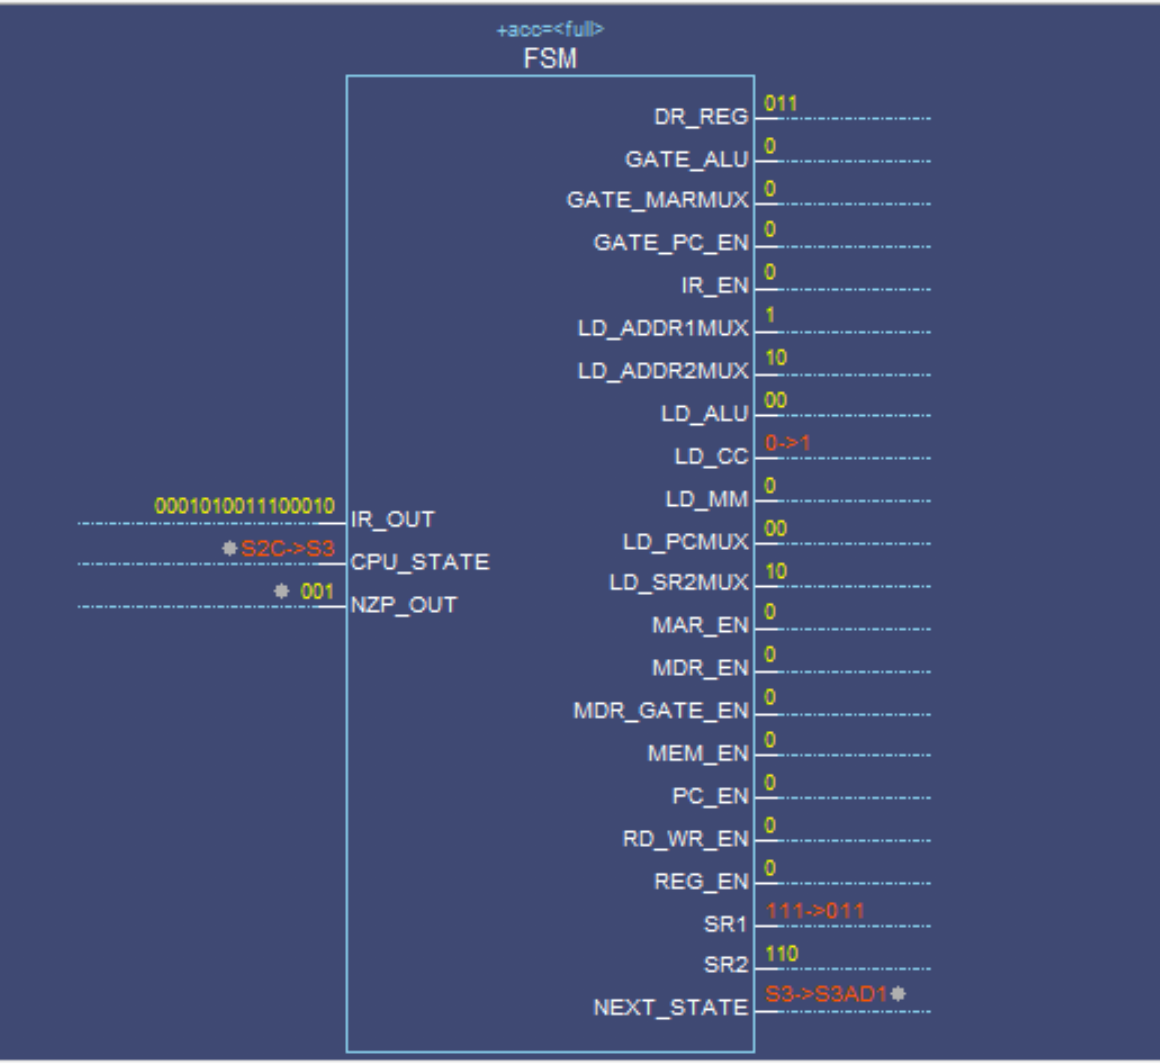 +acc=<full>
FSM
DR_REG 011
GATE_ALU 0
GATE_MARMUX 0
GATE_PC_EN 0
IR_EN 0
LD_ADDR1MUX 1
LD_ADDR2MUX 10
LD_ALU 00
LD_CC 0->1
LD_MM 0
0001010011100010 IR_OUT
LD_PCMUX 00
S2C->S3 CPU_STATE
LD_SR2MUX 10
001 NZP_OUT
MAR_EN 0
MDR_EN 0
MDR_GATE_EN 0
MEM_EN 0
PC_EN 0
RD_WR_EN 0
REG_EN 0
SR1 111->011
SR2 110
NEXT_STATE S3->S3AD1